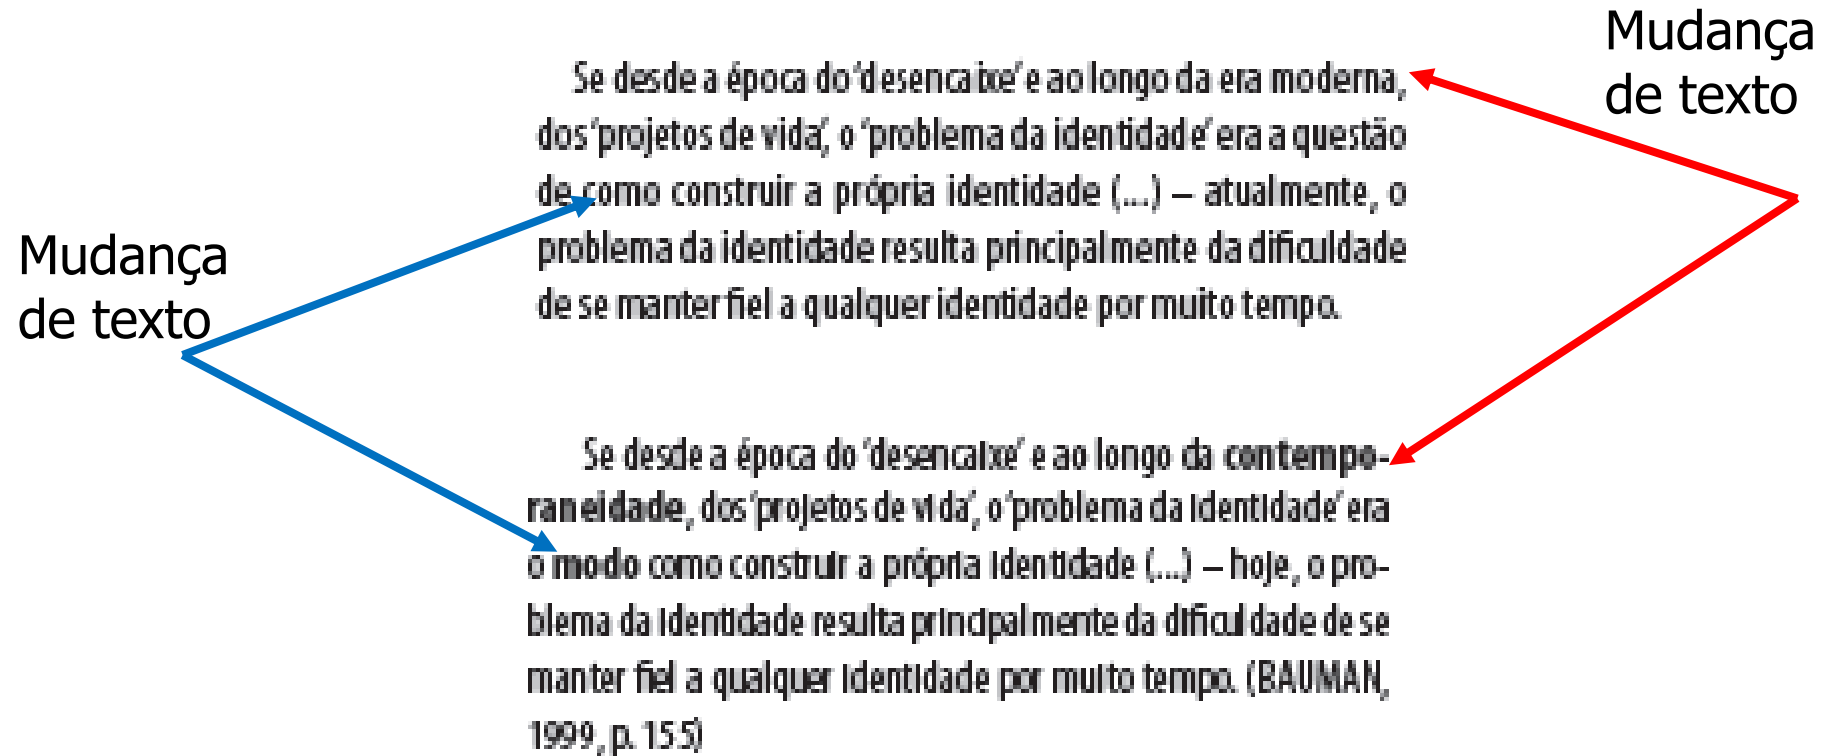 Mudança
de texto
Se desde a época do ‘desencaixe’ e ao longo da era moderna,
dos ‘projetos de vida’, o ‘problema da identidade’ era a questão
de como construir a própria identidade (...) – atualmente, o
problema da identidade resulta principalmente da dificuldade
de se manter fiel a qualquer identidade por muito tempo.
Mudança
de texto
Se desde a época do ‘desencaixe’ e ao longo da contempo-
raneidade, dos ‘projetos de vida’, o ‘problema da identidade’ era
o modo como construir a própria identidade (...) – hoje, o pro-
blema da identidade resulta principalmente da dificuldade de se
manter fiel a qualquer identidade por muito tempo. (BAUMAN,
1999, p. 155)